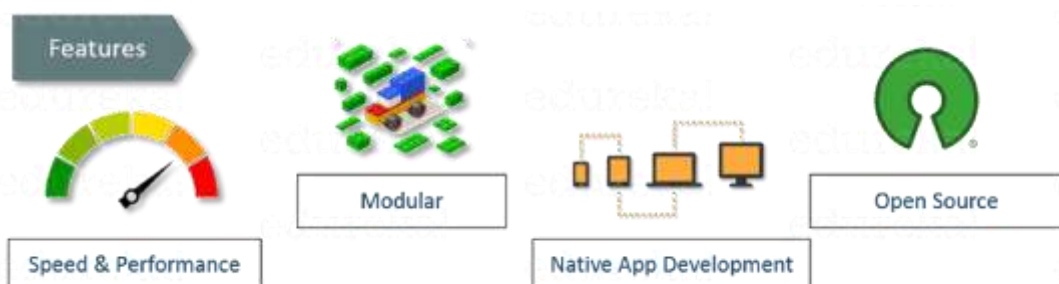 Features
Modular
Open Source
Speed & Performance
Native App Development